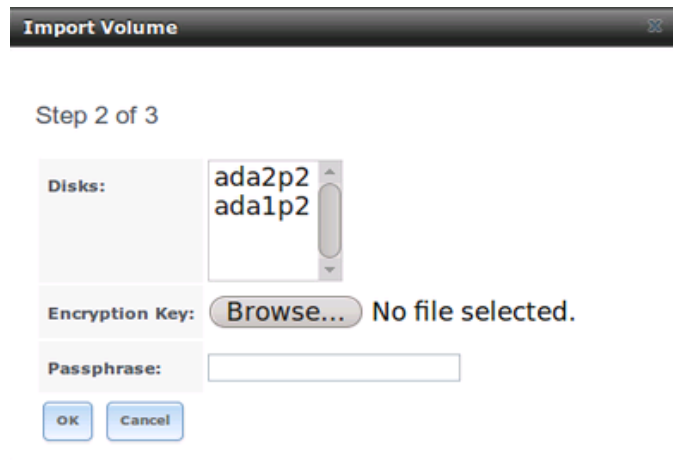 Import Volume
Step 2 of 3
Disks:
ada2p2
ada1p2
Encryption Key: Browse... No file selected.
Passphrase:
OK Cancel